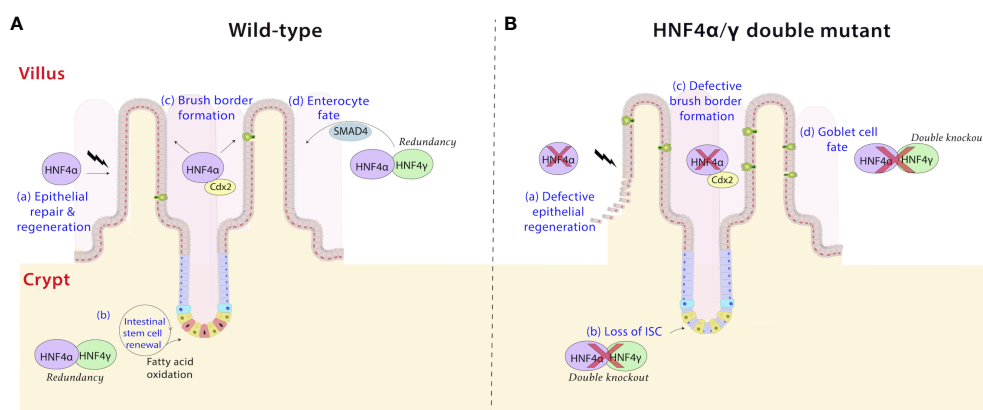 A
Wild-type
Villus
(c) Brush border
formation
(d) Enterocyte
fate
SMAD4
Redundancy
HNF4α
HNF4α
HNF4α
HNF4γ
Cdx2
(a) Epithelial
repair &
regeneration
Crypt
(b)
Intestinal
stem cell
renewal
Fatty acid
oxidation
HNF4α
HNF4γ
Redundancy
B
HNF4α/γ double mutant
(c) Defective
brush border
formation
(d) Goblet cell
fate
Double knockout
HNF4α
HNF4α
HNF4α
HNF4γ
Cdx2
(a) Defective
epithelial
regeneration
(b) Loss of ISC
HNF4α
HNF4γ
Double knockout